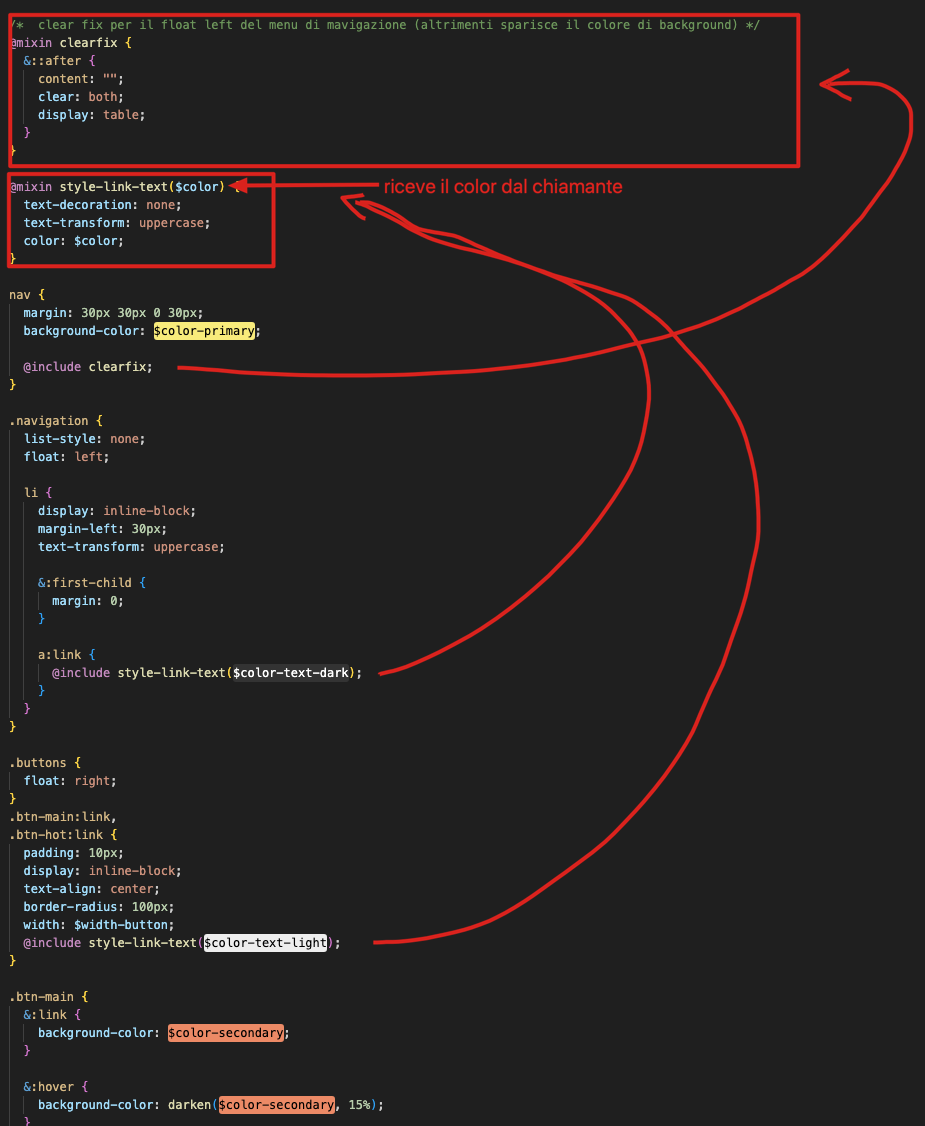 /*  clear fix per il float left del menu di navigazione (altrimenti sparisce il colore di background) */
@mixin clearfix {
  &::after {
    content: "";
    clear: both;
    display: table;
  }
}

@mixin style-link-text($color) {
riceve il color dal chiamante
  text-decoration: none;
  text-transform: uppercase;
  color: $color;
}

nav {
  margin: 30px 30px 0 30px;
  background-color: $color-primary;

  @include clearfix;
}

.navigation {
  list-style: none;
  float: left;

  li {
    display: inline-block;
    margin-left: 30px;
    text-transform: uppercase;

    &:first-child {
      margin: 0;
    }

    a:link {
      @include style-link-text($color-text-dark);
    }
  }
}

.buttons {
  float: right;
}
.btn-main:link,
.btn-hot:link {
  padding: 10px;
  display: inline-block;
  text-align: center;
  border-radius: 100px;
  width: $width-button;
  @include style-link-text($color-text-light);
}

.btn-main {
  &:link {
    background-color: $color-secondary;
  }

  &:hover {
    background-color: darken($color-secondary, 15%);
  }